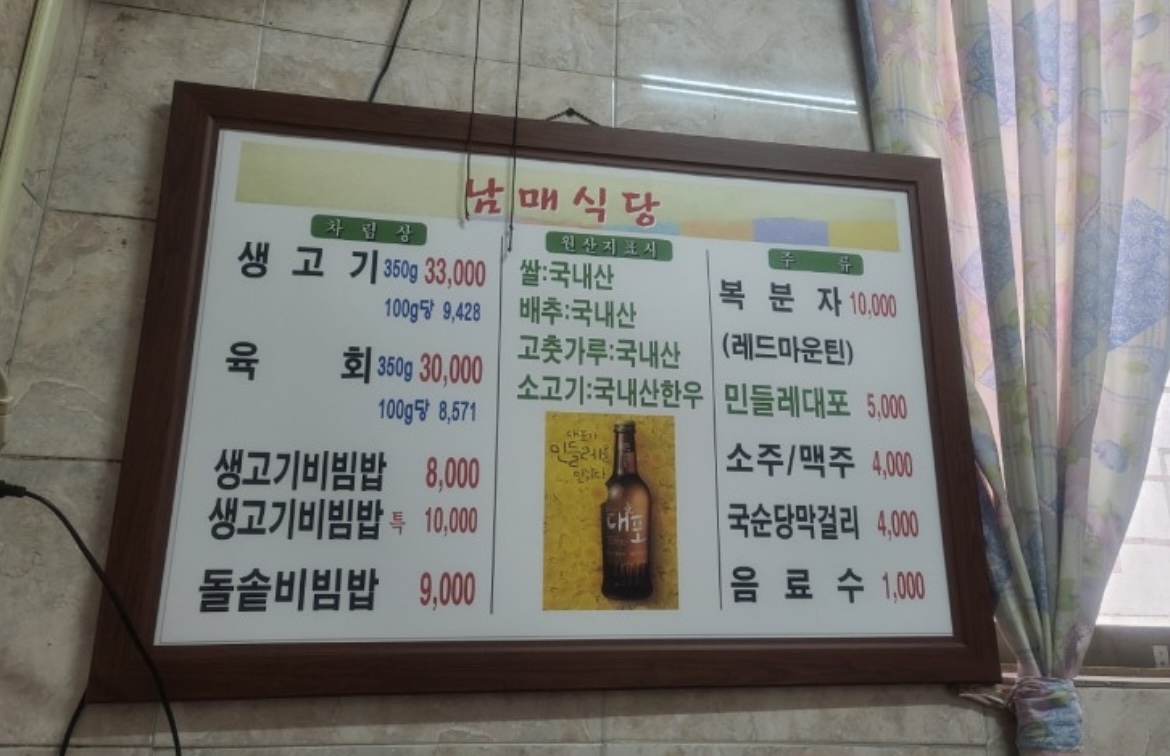 남매식당
차림상
생고기 350g 33,000
100g당 9,428
육회 350g 30,000
100g당 8,571
생고기비빔밥 8,000
생고기비빔밥 특 10,000
돌솥비빔밥 9,000
원산지표시
쌀:국내산
배추:국내산
고춧가루:국내산
소고기:국내산한우
대포
주류
복분자 10,000
(레드마운틴)
민들레대포 5,000
소주/맥주 4,000
국순당막걸리 4,000
음료수 1,000